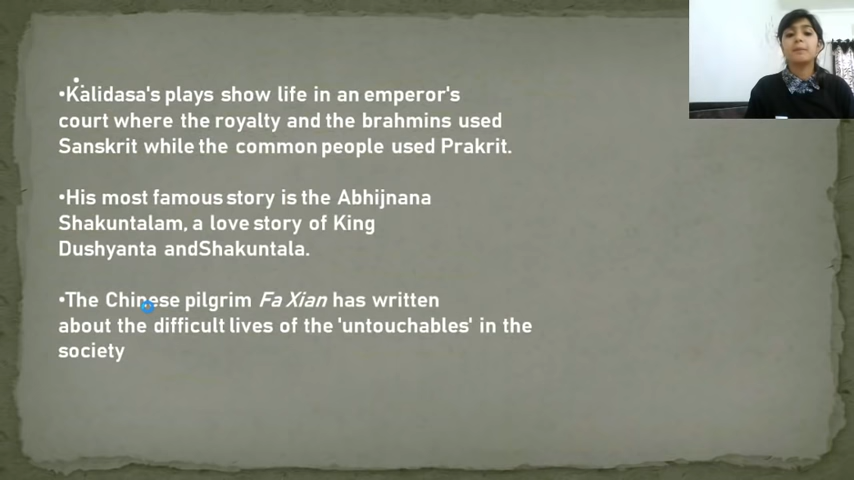 •
•Kalidasa's plays show life in an emperor's
court where the royalty and the brahmins used
Sanskrit while the common people used Prakrit.
•His most famous story is the Abhijnana
Shakuntalam, a love story of King
Dushyanta andShakuntala.
•The Chinese pilgrim Fa Xian has written
about the difficult lives of the 'untouchables' in the
society